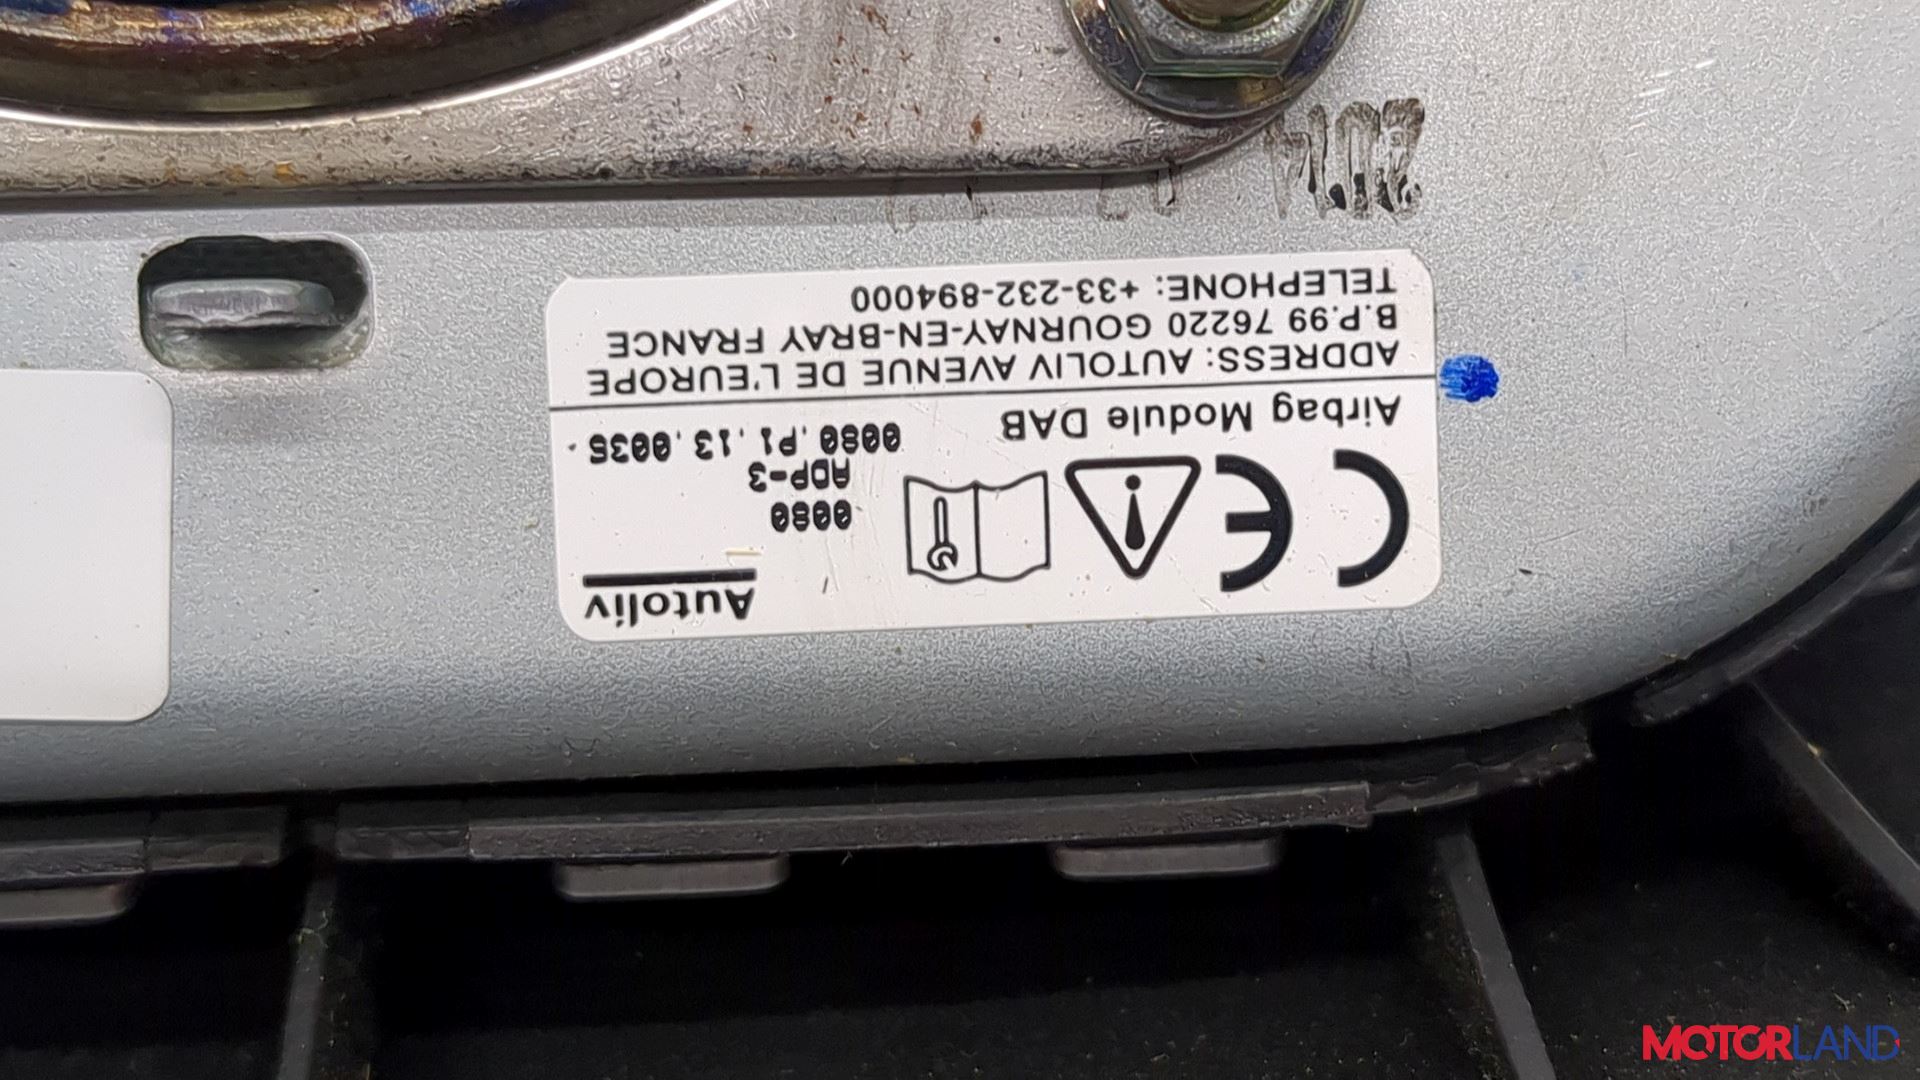 Autoliv
0080
ADP-3
0080.P1.13.0035.
CE
Airbag Module DAB
ADDRESS: AUTOLIV AVENUE DE L'EUROPE
B.P.99 76220 GOURNAY-EN-BRAY FRANCE
TELEPHONE: +33-232-894000
MOTORLAND